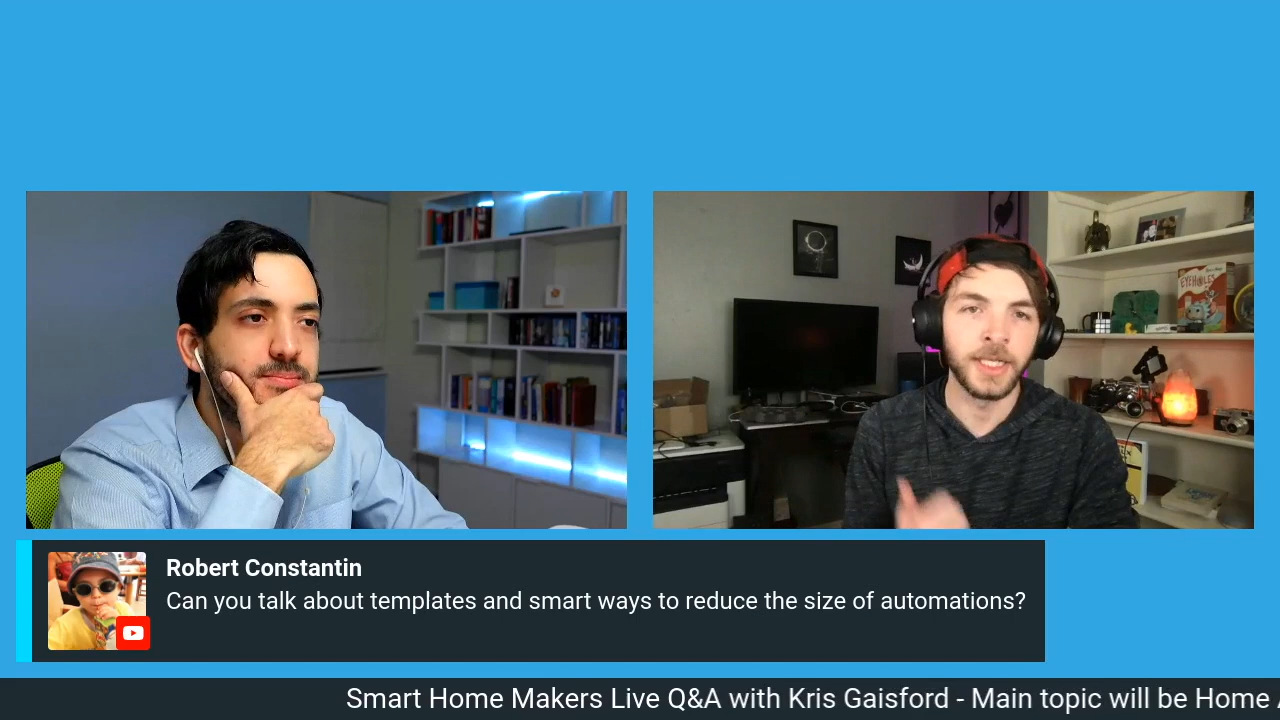 EYEHOLES
Robert Constantin
Can you talk about templates and smart ways to reduce the size of automations?
Smart Home Makers Live Q&A with Kris Gaisford - Main topic will be Home